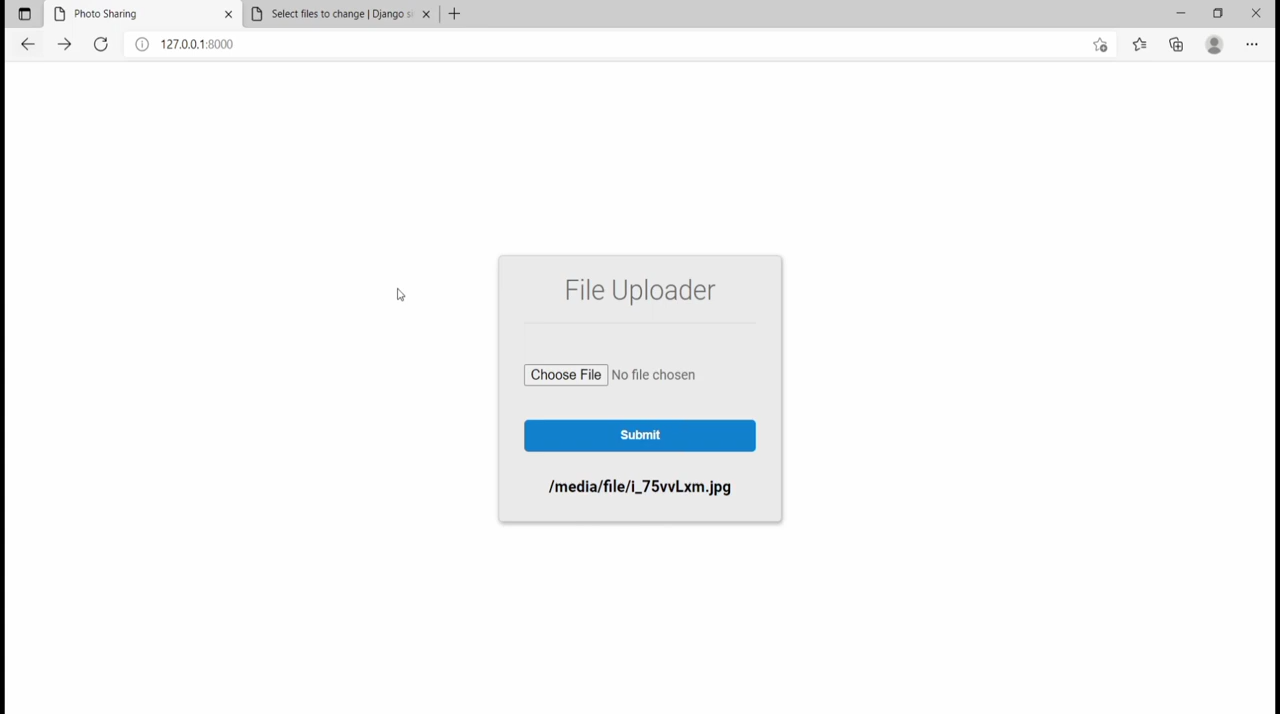 Photo Sharing
Select files to change | Django s
127.0.0.1:8000
File Uploader
Choose File No file chosen
Submit
/media/file/i_75vvLxm.jpg